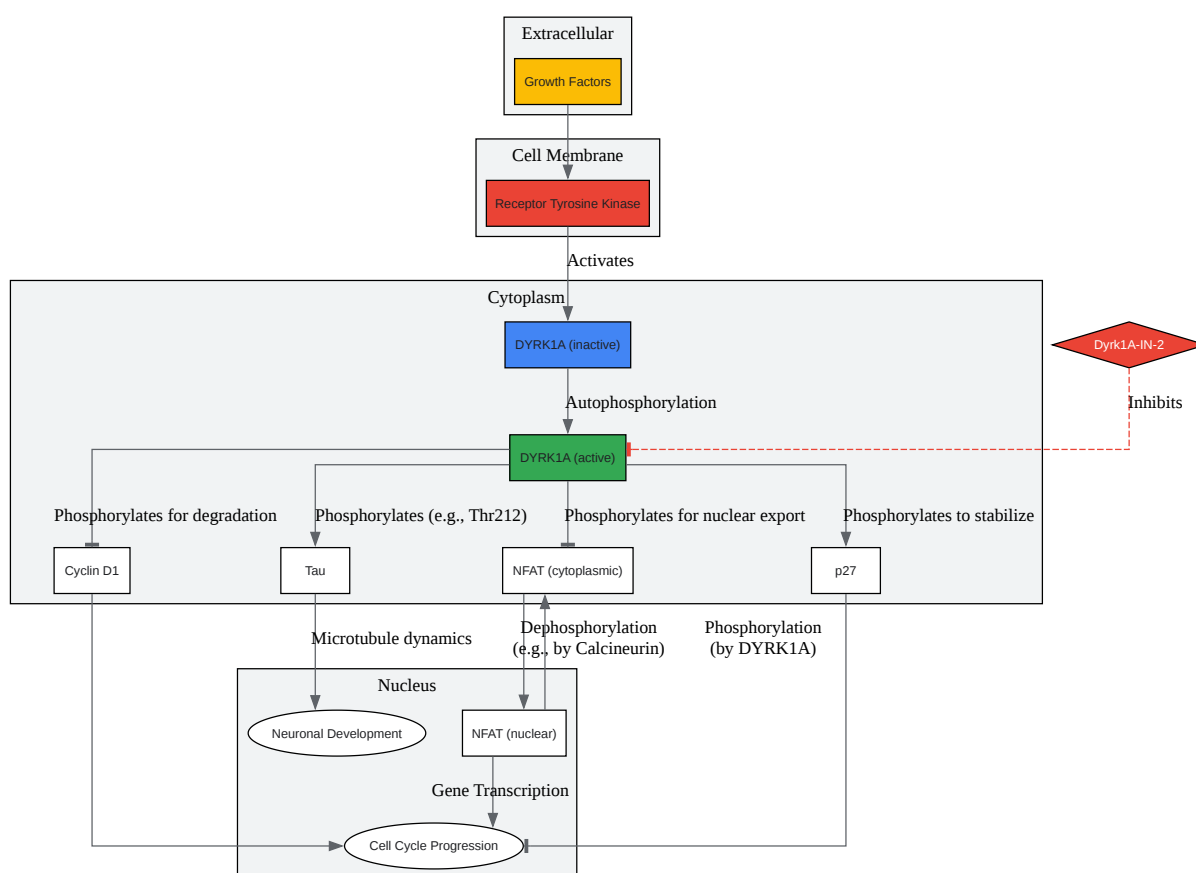 Extracellular
Growth Factors
Cell Membrane
Receptor Tyrosine Kinase
Activates
Cytoplasm
DYRK1A (inactive)
Dyrk1A-IN-2
Autophosphorylation
Inhibits
DYRK1A (active)
Phosphorylates for degradation
Phosphorylates (e.g., Thr212)
Phosphorylates for nuclear export
Phosphorylates to stabilize
Cyclin D1
Tau
NFAT (cytoplasmic)
p27
Microtubule dynamics
Dephosphorylation
(e.g., by Calcineurin)
Phosphorylation
(by DYRK1A)
Nucleus
Neuronal Development
NFAT (nuclear)
Gene Transcription
Cell Cycle Progression